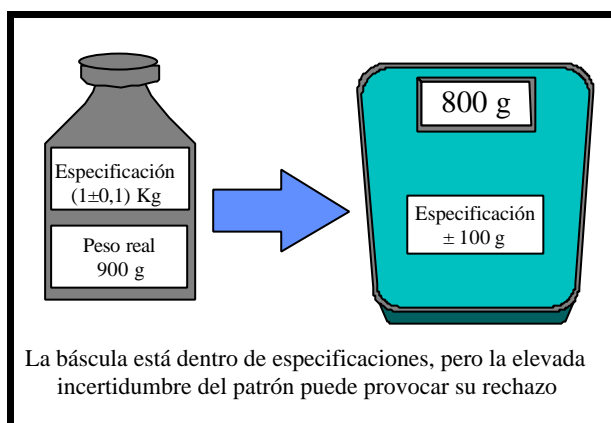 Especificación
(1±0,1) Kg
Peso real
900 g
800 g
Especificación
± 100 g
La báscula está dentro de especificaciones, pero la elevada
incertidumbre del patrón puede provocar su rechazo